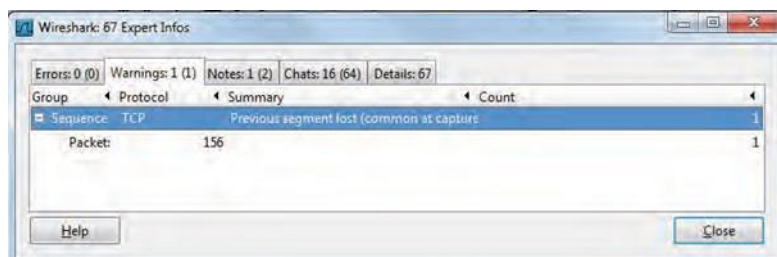 Wireshark: 67 Expert Infos
Errors: 0 (0) Warnings: 1 (1) Notes: 1 (2) Chats: 16 (64) Details: 67
Group Protocol Summary Count
Sequence TCP Previous segment lost (common at capture 1
Packet: 156 1
Help Close